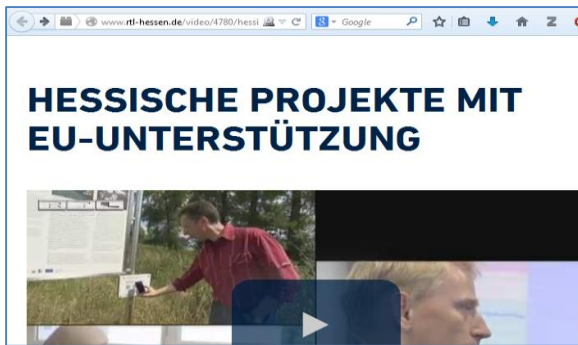 www.rtl-hessen.de/video/4780/hessi
Google
HESSISCHE PROJEKTE MIT
EU-UNTERSTÜTZUNG